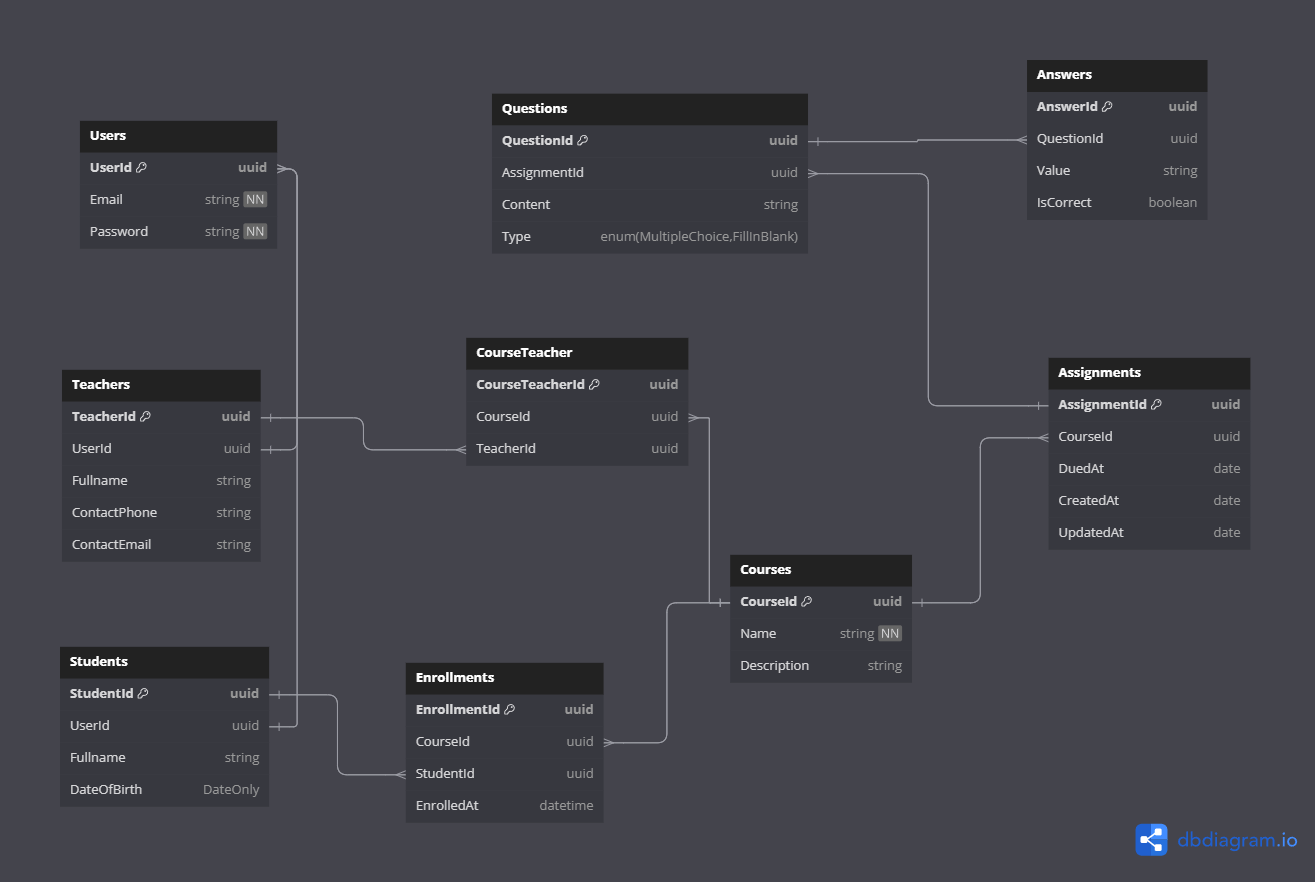 Users
UserId uuid
Email string NN
Password string NN
Questions
QuestionId uuid
AssignmentId uuid
Content string
Type enum(MultipleChoice,FillInBlank)
Answers
AnswerId uuid
QuestionId uuid
Value string
IsCorrect boolean
Teachers
TeacherId uuid
UserId uuid
Fullname string
ContactPhone string
ContactEmail string
CourseTeacher
CourseTeacherId uuid
CourseId uuid
TeacherId uuid
Assignments
AssignmentId uuid
CourseId uuid
DuedAt date
CreatedAt date
UpdatedAt date
Courses
CourseId uuid
Name string NN
Description string
Students
StudentId uuid
UserId uuid
Fullname string
DateOfBirth DateOnly
Enrollments
EnrollmentId uuid
CourseId uuid
StudentId uuid
EnrolledAt datetime
dbdiagram.io